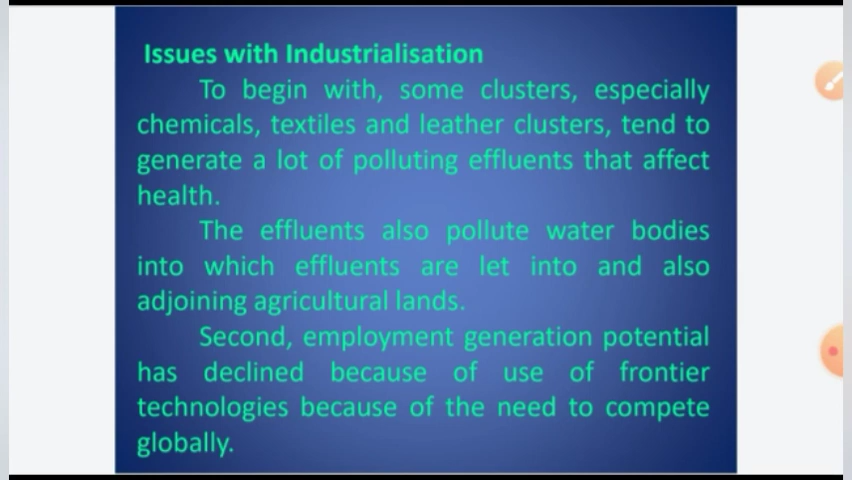 Issues with Industrialisation
To begin with, some clusters, especially
chemicals, textiles and leather clusters, tend to
generate a lot of polluting effluents that affect
health.
The effluents also pollute water bodies
into which effluents are let into and also
adjoining agricultural lands.
Second, employment generation potential
has declined because of use of frontier
technologies because of the need to compete
globally.